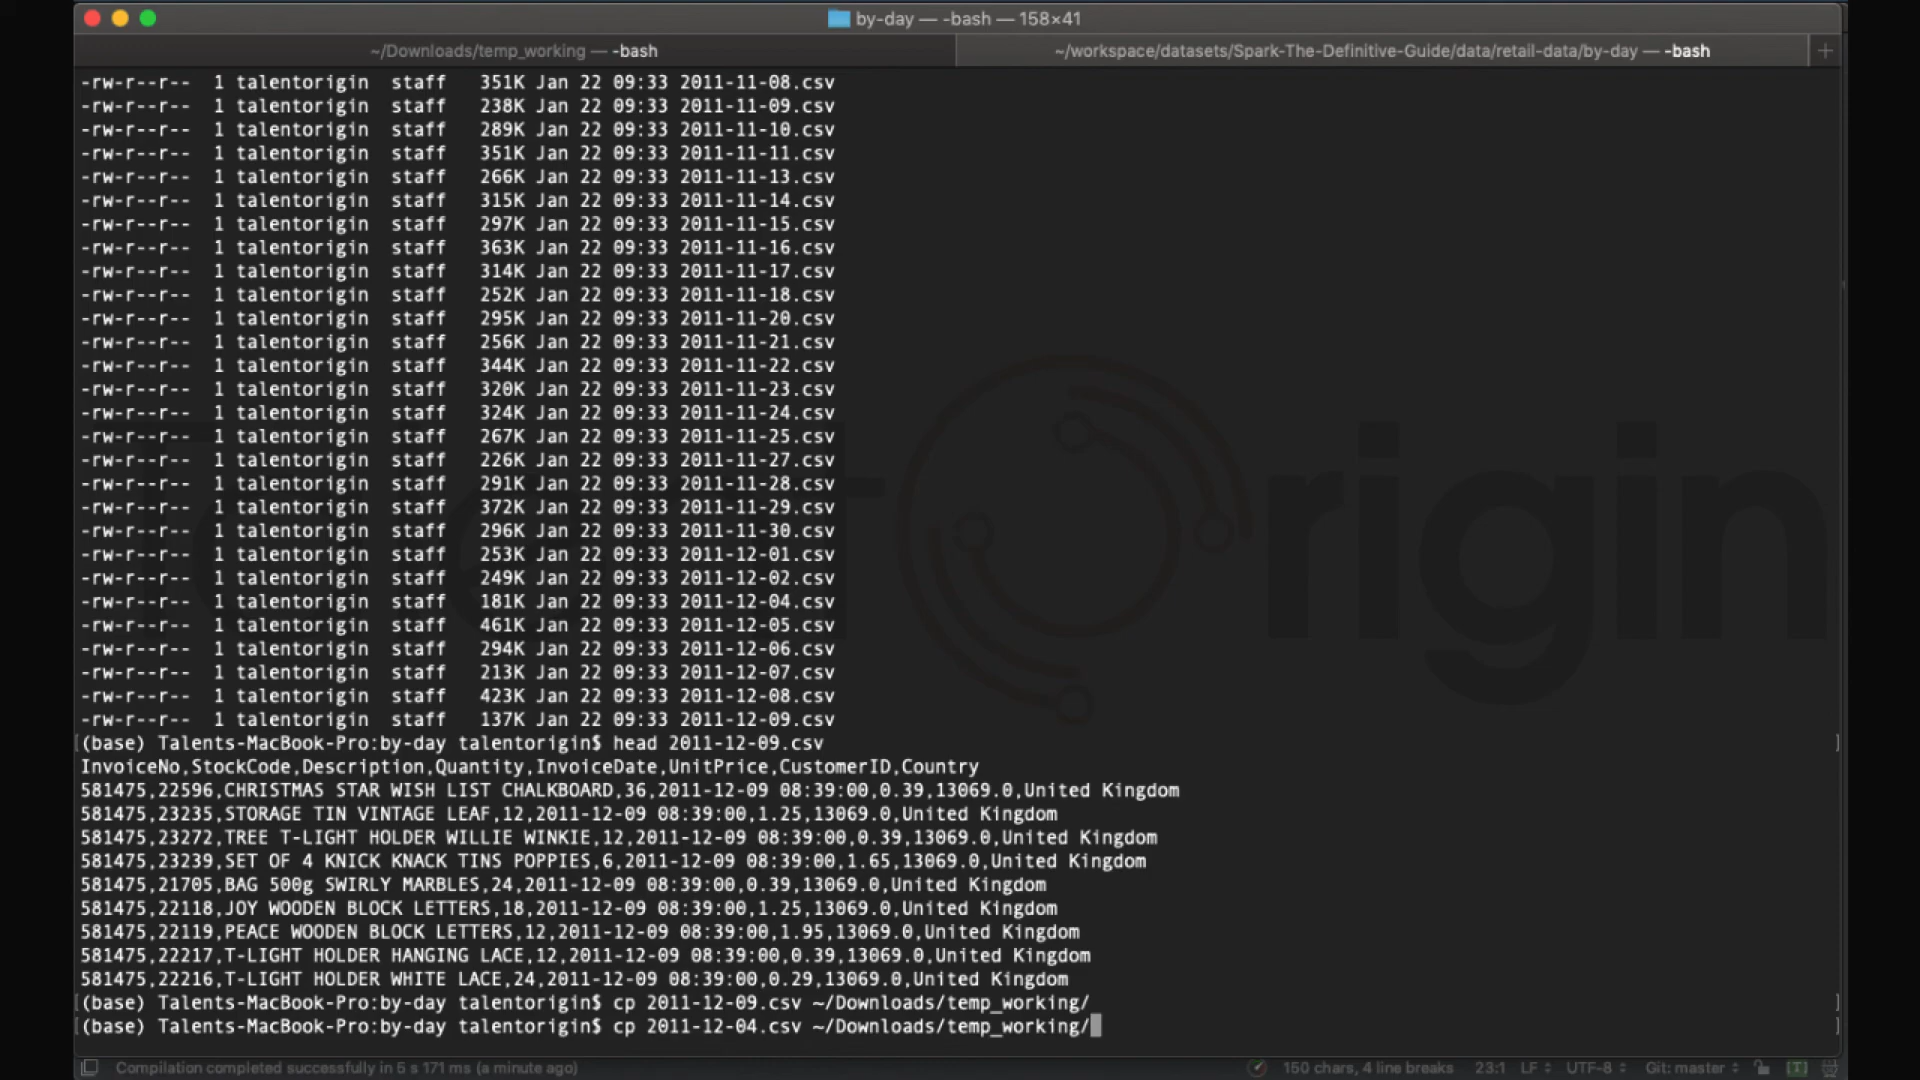 by-day — -bash — 158×41
~/Downloads/temp_working — -bash
~/workspace/datasets/Spark-The-Definitive-Guide/data/retail-data/by-day — -bash
-rw-r--r-- 1 talentorigin staff 351K Jan 22 09:33 2011-11-08.csv
-rw-r--r-- 1 talentorigin staff 238K Jan 22 09:33 2011-11-09.csv
-rw-r--r-- 1 talentorigin staff 289K Jan 22 09:33 2011-11-10.csv
-rw-r--r-- 1 talentorigin staff 351K Jan 22 09:33 2011-11-11.csv
-rw-r--r-- 1 talentorigin staff 266K Jan 22 09:33 2011-11-13.csv
-rw-r--r-- 1 talentorigin staff 315K Jan 22 09:33 2011-11-14.csv
-rw-r--r-- 1 talentorigin staff 297K Jan 22 09:33 2011-11-15.csv
-rw-r--r-- 1 talentorigin staff 363K Jan 22 09:33 2011-11-16.csv
-rw-r--r-- 1 talentorigin staff 314K Jan 22 09:33 2011-11-17.csv
-rw-r--r-- 1 talentorigin staff 252K Jan 22 09:33 2011-11-18.csv
-rw-r--r-- 1 talentorigin staff 295K Jan 22 09:33 2011-11-20.csv
-rw-r--r-- 1 talentorigin staff 256K Jan 22 09:33 2011-11-21.csv
-rw-r--r-- 1 talentorigin staff 344K Jan 22 09:33 2011-11-22.csv
-rw-r--r-- 1 talentorigin staff 320K Jan 22 09:33 2011-11-23.csv
-rw-r--r-- 1 talentorigin staff 324K Jan 22 09:33 2011-11-24.csv
-rw-r--r-- 1 talentorigin staff 267K Jan 22 09:33 2011-11-25.csv
-rw-r--r-- 1 talentorigin staff 226K Jan 22 09:33 2011-11-27.csv
-rw-r--r-- 1 talentorigin staff 291K Jan 22 09:33 2011-11-28.csv
-rw-r--r-- 1 talentorigin staff 372K Jan 22 09:33 2011-11-29.csv
-rw-r--r-- 1 talentorigin staff 296K Jan 22 09:33 2011-11-30.csv
-rw-r--r-- 1 talentorigin staff 253K Jan 22 09:33 2011-12-01.csv
-rw-r--r-- 1 talentorigin staff 249K Jan 22 09:33 2011-12-02.csv
-rw-r--r-- 1 talentorigin staff 181K Jan 22 09:33 2011-12-04.csv
-rw-r--r-- 1 talentorigin staff 461K Jan 22 09:33 2011-12-05.csv
-rw-r--r-- 1 talentorigin staff 294K Jan 22 09:33 2011-12-06.csv
-rw-r--r-- 1 talentorigin staff 213K Jan 22 09:33 2011-12-07.csv
-rw-r--r-- 1 talentorigin staff 423K Jan 22 09:33 2011-12-08.csv
-rw-r--r-- 1 talentorigin staff 137K Jan 22 09:33 2011-12-09.csv
[(base) Talents-MacBook-Pro:by-day talentorigin$ head 2011-12-09.csv ]
InvoiceNo,StockCode,Description,Quantity,InvoiceDate,UnitPrice,CustomerID,Country
581475,22596,CHRISTMAS STAR WISH LIST CHALKBOARD,36,2011-12-09 08:39:00,0.39,13069.0,United Kingdom
581475,23235,STORAGE TIN VINTAGE LEAF,12,2011-12-09 08:39:00,1.25,13069.0,United Kingdom
581475,23272,TREE T-LIGHT HOLDER WILLIE WINKIE,12,2011-12-09 08:39:00,0.39,13069.0,United Kingdom
581475,23239,SET OF 4 KNICK KNACK TINS POPPIES,6,2011-12-09 08:39:00,1.65,13069.0,United Kingdom
581475,21705,BAG 500g SWIRLY MARBLES,24,2011-12-09 08:39:00,0.39,13069.0,United Kingdom
581475,22118,JOY WOODEN BLOCK LETTERS,18,2011-12-09 08:39:00,1.25,13069.0,United Kingdom
581475,22119,PEACE WOODEN BLOCK LETTERS,12,2011-12-09 08:39:00,1.95,13069.0,United Kingdom
581475,22217,T-LIGHT HOLDER HANGING LACE,12,2011-12-09 08:39:00,0.39,13069.0,United Kingdom
581475,22216,T-LIGHT HOLDER WHITE LACE,24,2011-12-09 08:39:00,0.29,13069.0,United Kingdom
[(base) Talents-MacBook-Pro:by-day talentorigin$ cp 2011-12-09.csv ~/Downloads/temp_working/ ]
[(base) Talents-MacBook-Pro:by-day talentorigin$ cp 2011-12-04.csv ~/Downloads/temp_working/ ]
Compilation completed successfully in 5 s 171 ms (a minute ago) 150 chars, 4 line breaks 23:1 LF UTF-8 Git: master [T]